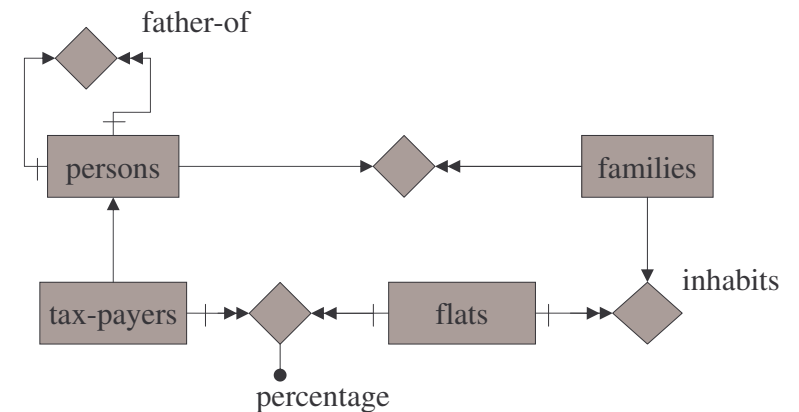 father-of
persons
families
inhabits
tax-payers
flats
percentage